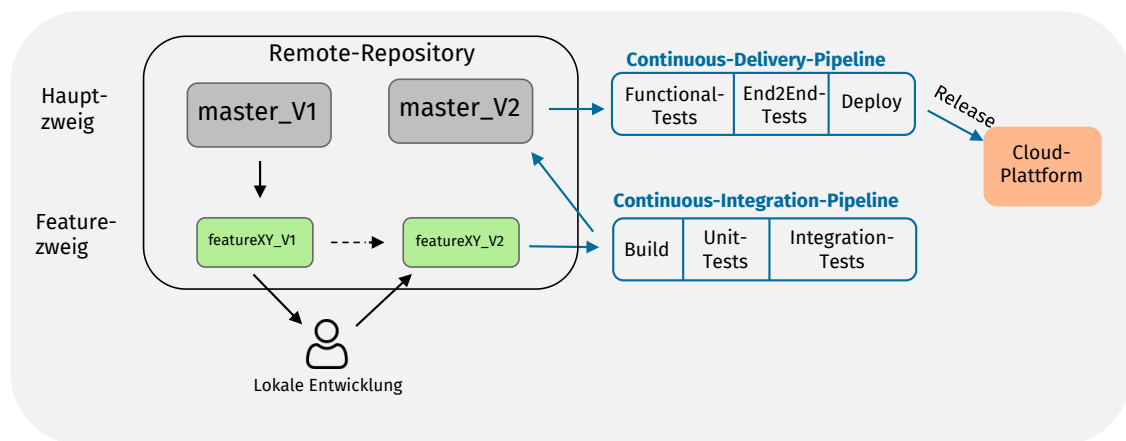 Remote-Repository
Haupt-
zweig
master_V1
master_V2
Continuous-Delivery-Pipeline
Functional-
Tests
End2End-
Tests
Deploy
Release
Cloud-
Plattform
Feature-
zweig
featureXY_V1
featureXY_V2
Continuous-Integration-Pipeline
Build
Unit-
Tests
Integration-
Tests
Lokale Entwicklung